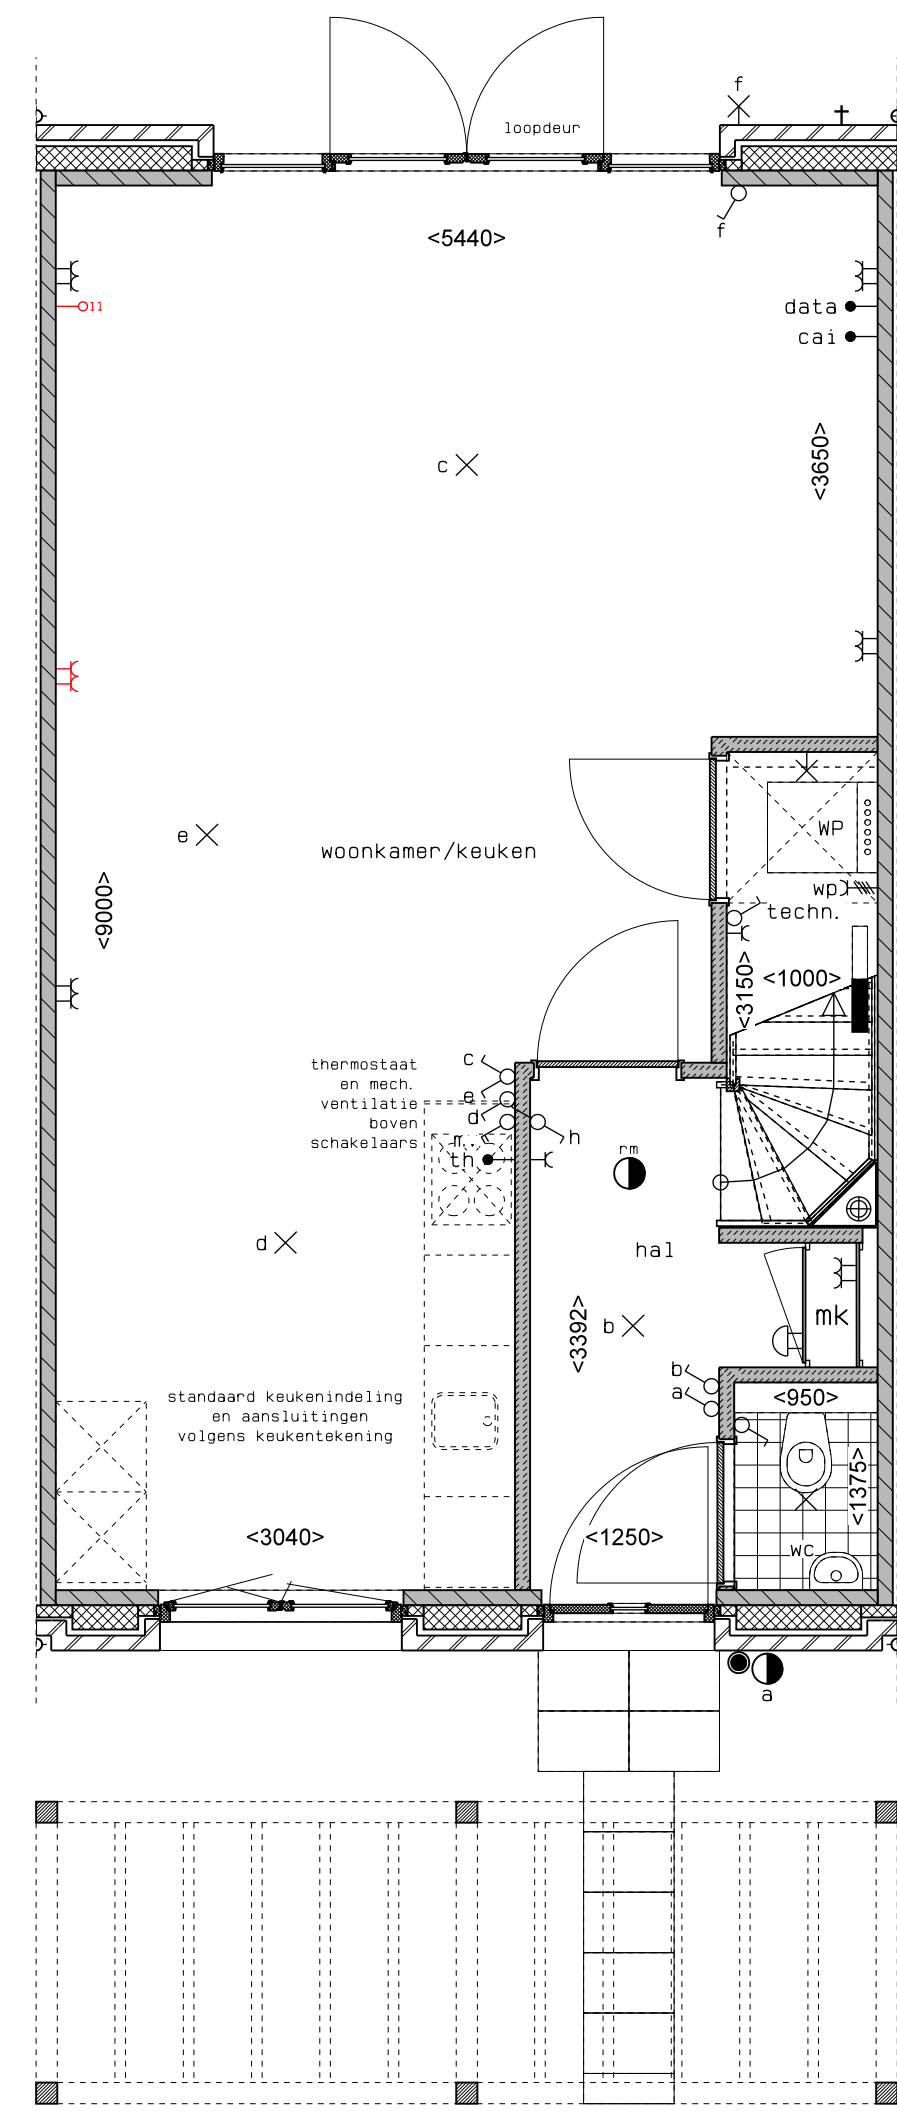 f
loopdeur
f
<5440>
11
data
cai
<3650>
c
e
woonkamer/keuken
WP
wp
techn.
<9000>
<3150>
<1000>
thermostaat
en mech.
ventilatie
boven
schakelaars
c
e
d
m.
th
h
rm
d
hal
<3392>
b
mk
b
a
standaard keukenindeling
en aansluitingen
volgens keukentekening
<950>
<1375>
<3040>
<1250>
wc
a